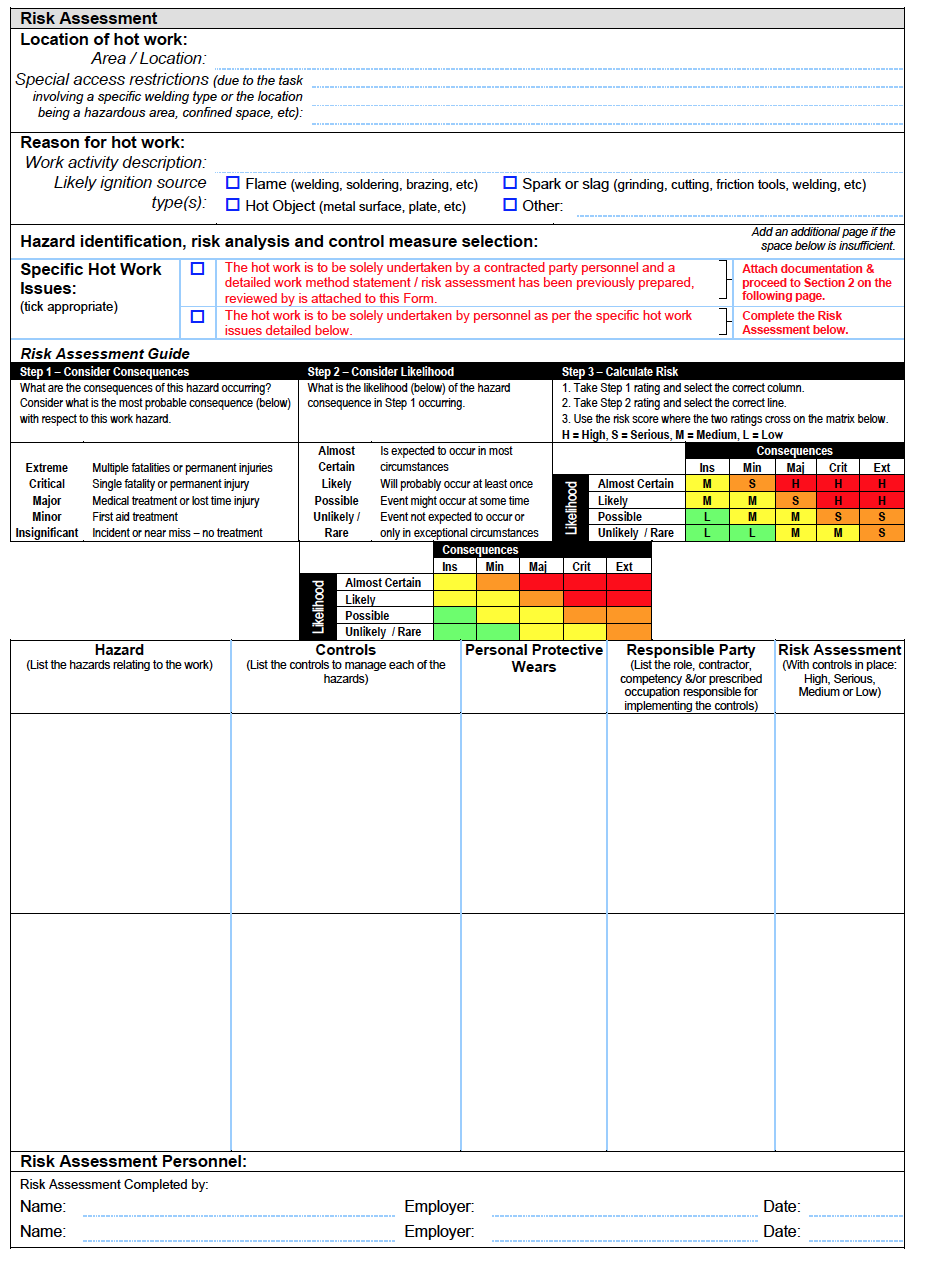 Risk Assessment
Location of hot work:
Area / Location:
Special access restrictions (due to the task
involving a specific welding type or the location
being a hazardous area, confined space, etc):
Reason for hot work:
Work activity description:
Likely ignition source
type(s):
Flame (welding, soldering, brazing, etc)
Spark or slag (grinding, cutting, friction tools, welding, etc)
Hot Object (metal surface, plate, etc)
Other:
Hazard identification, risk analysis and control measure selection:
Add an additional page if the
space below is insufficient.
Specific Hot Work
Issues:
(tick appropriate)
The hot work is to be solely undertaken by a contracted party personnel and a
detailed work method statement / risk assessment has been previously prepared,
reviewed by is attached to this Form.
Attach documentation &
proceed to Section 2 on the
following page.
The hot work is to be solely undertaken by personnel as per the specific hot work
issues detailed below.
Complete the Risk
Assessment below.
Risk Assessment Guide
Step 1 – Consider Consequences
What are the consequences of this hazard occurring?
Consider what is the most probable consequence (below)
with respect to this work hazard.
Extreme Multiple fatalities or permanent injuries
Critical Single fatality or permanent injury
Major Medical treatment or lost time injury
Minor First aid treatment
Insignificant Incident or near miss – no treatment
Step 2 – Consider Likelihood
What is the likelihood (below) of the hazard
consequence in Step 1 occurring.
Almost Is expected to occur in most
Certain circumstances
Likely Will probably occur at least once
Possible Event might occur at some time
Unlikely / Event not expected to occur or
Rare only in exceptional circumstances
Step 3 – Calculate Risk
1. Take Step 1 rating and select the correct column.
2. Take Step 2 rating and select the correct line.
3. Use the risk score where the two ratings cross on the matrix below.
H = High, S = Serious, M = Medium, L = Low
Consequences
Ins Min Maj Crit Ext
Likelihood
Almost Certain M S H H H
Likely M M S H H
Possible L M M S S
Unlikely / Rare L L M M S
Consequences
Ins Min Maj Crit Ext
Likelihood
Almost Certain
Likely
Possible
Unlikely / Rare
Hazard
(List the hazards relating to the work)
Controls
(List the controls to manage each of the
hazards)
Personal Protective
Wears
Responsible Party
(List the role, contractor,
competency &/or prescribed
occupation responsible for
implementing the controls)
Risk Assessment
(With controls in place:
High, Serious,
Medium or Low)
Risk Assessment Personnel:
Risk Assessment Completed by:
Name: Employer: Date:
Name: Employer: Date: